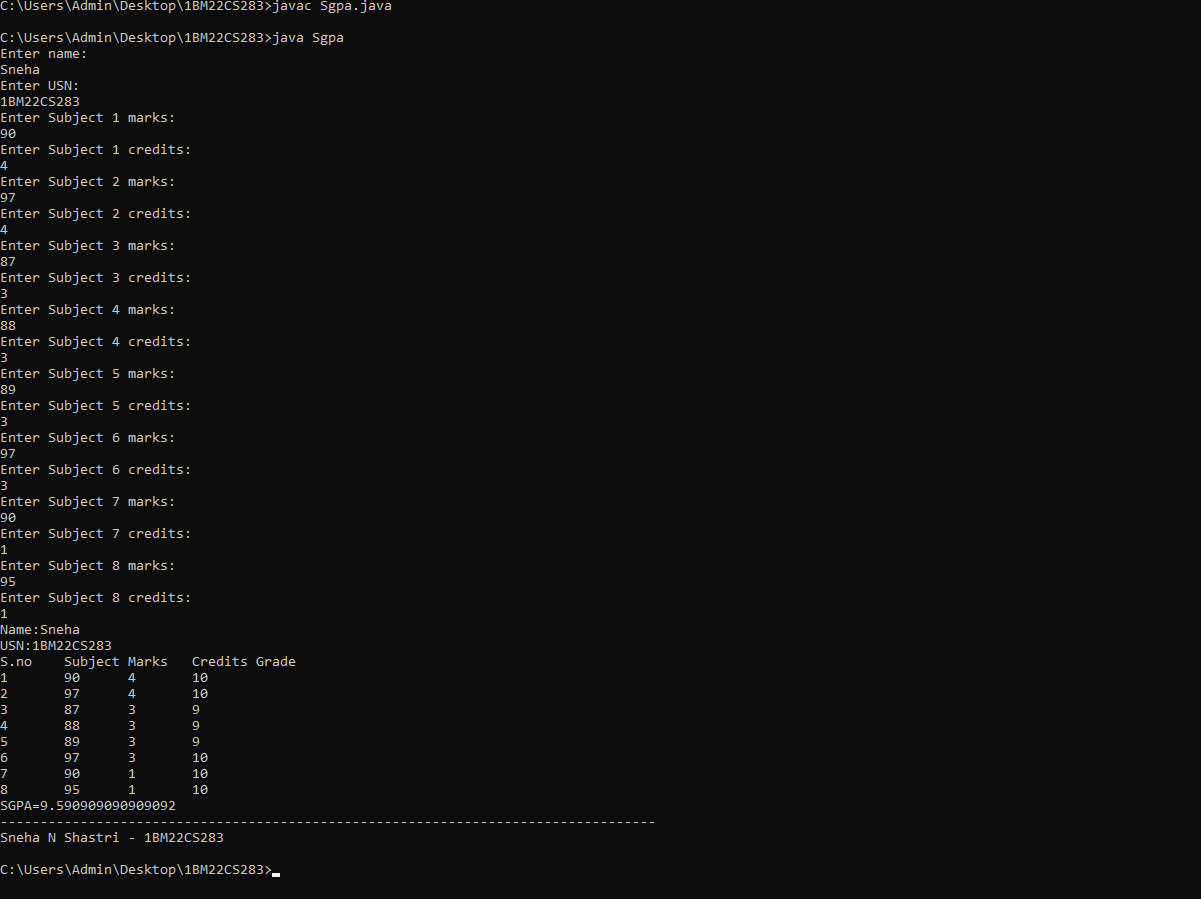 C:\Users\Admin\Desktop\1BM22CS283>javac Sgpa.java
C:\Users\Admin\Desktop\1BM22CS283>java Sgpa
Enter name:
Sneha
Enter USN:
1BM22CS283
Enter Subject 1 marks:
90
Enter Subject 1 credits:
4
Enter Subject 2 marks:
97
Enter Subject 2 credits:
4
Enter Subject 3 marks:
87
Enter Subject 3 credits:
3
Enter Subject 4 marks:
88
Enter Subject 4 credits:
3
Enter Subject 5 marks:
89
Enter Subject 5 credits:
3
Enter Subject 6 marks:
97
Enter Subject 6 credits:
3
Enter Subject 7 marks:
90
Enter Subject 7 credits:
1
Enter Subject 8 marks:
95
Enter Subject 8 credits:
1
Name:Sneha
USN:1BM22CS283
S.no    Subject Marks   Credits Grade
1       90      4       10
2       97      4       10
3       87      3       9
4       88      3       9
5       89      3       9
6       97      3       10
7       90      1       10
8       95      1       10
SGPA=9.590909090909092
----------------------------------------------------------------------------------
Sneha N Shastri - 1BM22CS283
C:\Users\Admin\Desktop\1BM22CS283>